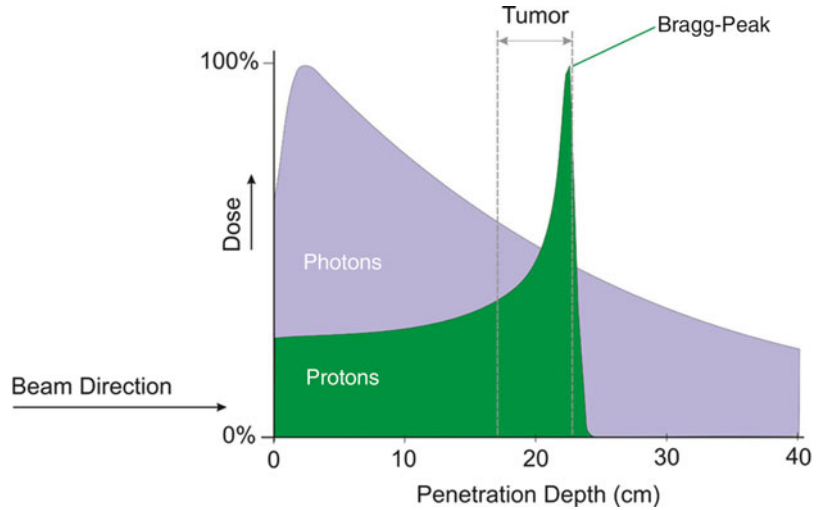 Tumor
Bragg-Peak
100%
Dose
Photons
Protons
Beam Direction
0%
0 10 20 30 40
Penetration Depth (cm)